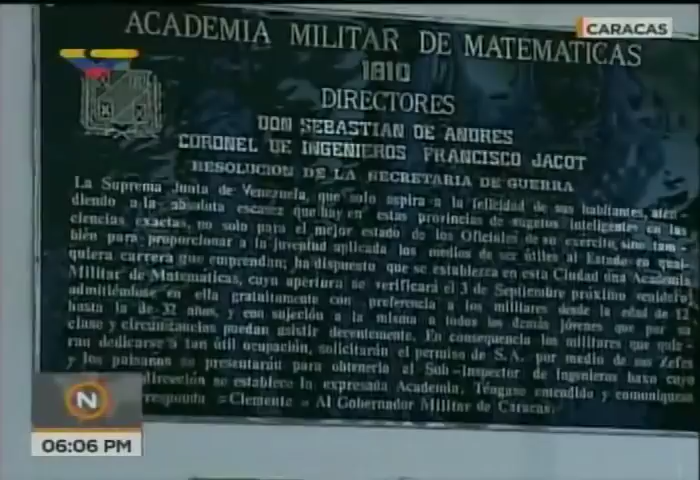 CARACAS
ACADEMIA MILITAR DE MATEMATICAS
1810
DIRECTORES
DON SEBASTIAN DE ANDRES
CORONEL DE INGENIEROS FRANCISCO JACOT
RESOLUCION DE LA SECRETARIA DE GUERRA
La Suprema Junta de Venezuela, que solo aspira a la felicidad de sus habitantes, aten
diendo a la absoluta escasez que hay en estas provincias de sugetos inteligentes en las
ciencias exactas, no solo para el mejor estado de los Oficiales de su exército, sino tam-
bién para proporcionar a la juventud aplicada los medios de ser útiles al Estado en qual-
quiera carrera que emprendan, ha dispuesto que se establezca en esta Ciudad una Academia
Militar de Matemáticas, cuya apertura se verificará el 3 de Septiembre próximo venidero
admitiéndose en ella gratuitamente con preferencia a los militares desde la edad de 12
hasta la de 32 años, y con sujeción a la misma a todos los demás jóvenes que por su
clase y circunstancias puedan asistir decentemente. En consecuencia los militares que quie-
ran dedicarse a tan útil ocupación, solicitarán el permiso de S.A. por medio de sus Xefes
y los paisanos se presentarán para obtenerlo al Sub-Inspector de Ingenieros baxo cuya
dirección se establece la expresada Academia. Téngase entendido y comuníquese
corresponda =Clemente= Al Gobernador Militar de Caracas.
N
06:06 PM